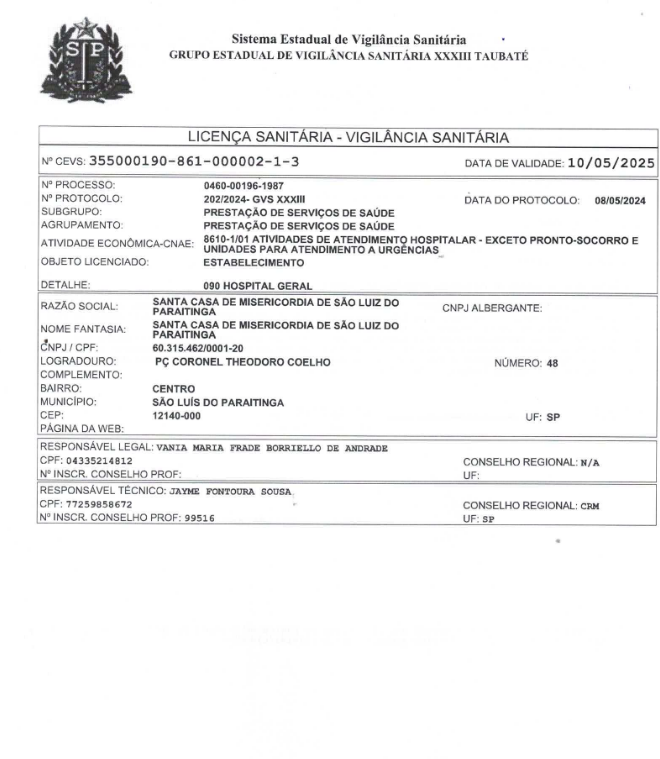 STP
Sistema Estadual de Vigilância Sanitária
GRUPO ESTADUAL DE VIGILÂNCIA SANITÁRIA XXXIII TAUBATÉ
LICENÇA SANITÁRIA - VIGILÂNCIA SANITÁRIA
Nº CEVS: 355000190-861-000002-1-3 DATA DE VALIDADE: 10/05/2025
Nº PROCESSO: 0460-00196-1987
Nº PROTOCOLO: 202/2024- GVS XXXIII DATA DO PROTOCOLO: 08/05/2024
SUBGRUPO: PRESTAÇÃO DE SERVIÇOS DE SAÚDE
AGRUPAMENTO: PRESTAÇÃO DE SERVIÇOS DE SAÚDE
ATIVIDADE ECONÔMICA-CNAE: 8610-1/01 ATIVIDADES DE ATENDIMENTO HOSPITALAR - EXCETO PRONTO-SOCORRO E
UNIDADES PARA ATENDIMENTO A URGÊNCIAS
OBJETO LICENCIADO: ESTABELECIMENTO
DETALHE: 090 HOSPITAL GERAL
RAZÃO SOCIAL: SANTA CASA DE MISERICORDIA DE SÃO LUIZ DO
PARAITINGA CNPJ ALBERGANTE:
NOME FANTASIA: SANTA CASA DE MISERICORDIA DE SÃO LUIZ DO
PARAITINGA
CNPJ / CPF: 60.315.462/0001-20
LOGRADOURO: PÇ CORONEL THEODORO COELHO NÚMERO: 48
COMPLEMENTO:
BAIRRO: CENTRO
MUNICÍPIO: SÃO LUÍS DO PARAITINGA
CEP: 12140-000 UF: SP
PÁGINA DA WEB:
RESPONSÁVEL LEGAL: VANIA MARIA FRADE BORRIELLO DE ANDRADE
CPF: 04335214812 CONSELHO REGIONAL: N/A
Nº INSCR. CONSELHO PROF: UF:
RESPONSÁVEL TÉCNICO: JAYME FONTOURA SOUSA
CPF: 77259858672 CONSELHO REGIONAL: CRM
Nº INSCR. CONSELHO PROF: 99516 UF: SP